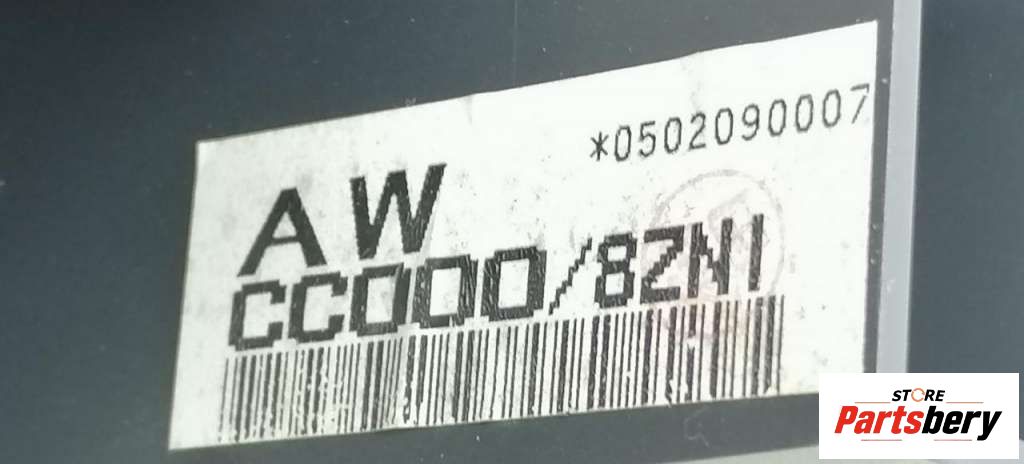 *0502090007
AW
CC000/8ZN1
STORE
Partsbery